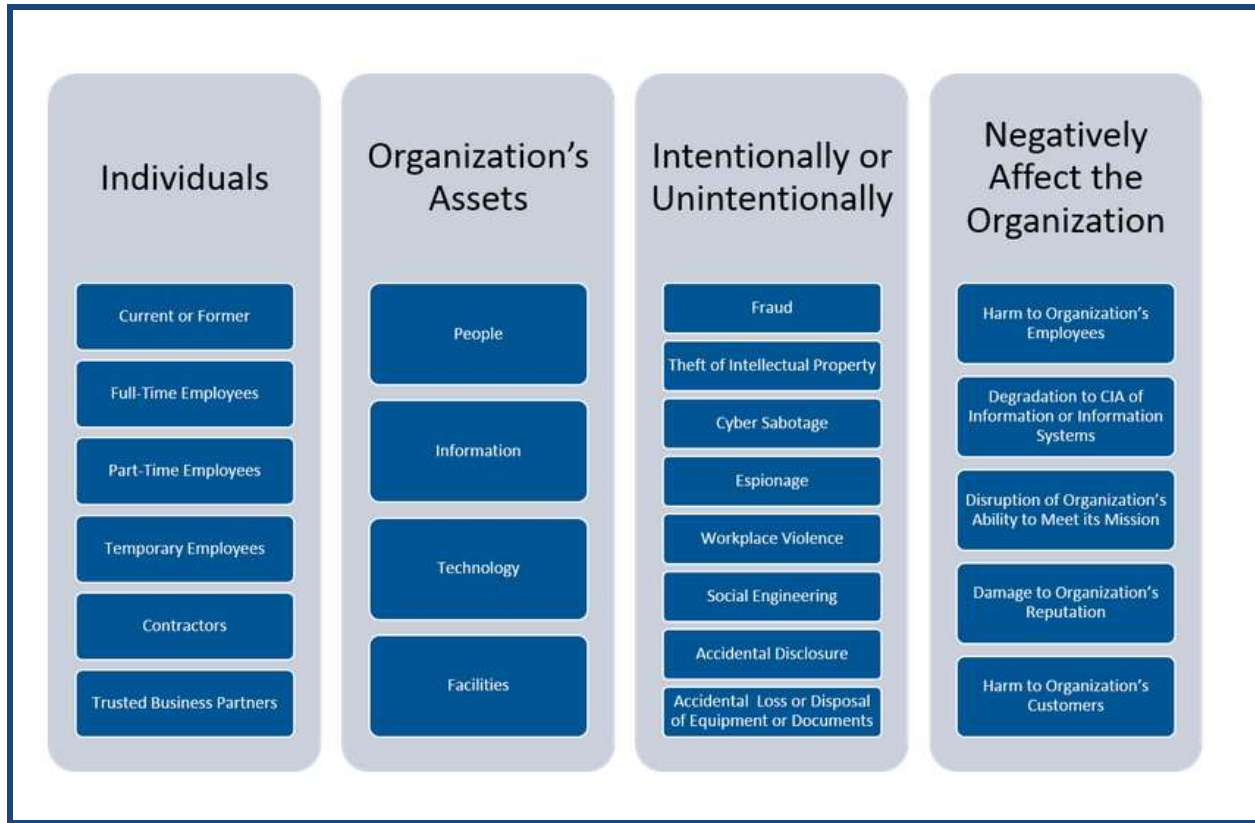 Individuals
Current or Former
Full-Time Employees
Part-Time Employees
Temporary Employees
Contractors
Trusted Business Partners
Organization's
Assets
People
Information
Technology
Facilities
Intentionally or
Unintentionally
Fraud
Theft of Intellectual Property
Cyber Sabotage
Espionage
Workplace Violence
Social Engineering
Accidental Disclosure
Accidental Loss or Disposal
of Equipment or Documents
Negatively
Affect the
Organization
Harm to Organization's
Employees
Degradation to CIA of
Information or Information
Systems
Disruption of Organization's
Ability to Meet its Mission
Damage to Organization's
Reputation
Harm to Organization's
Customers